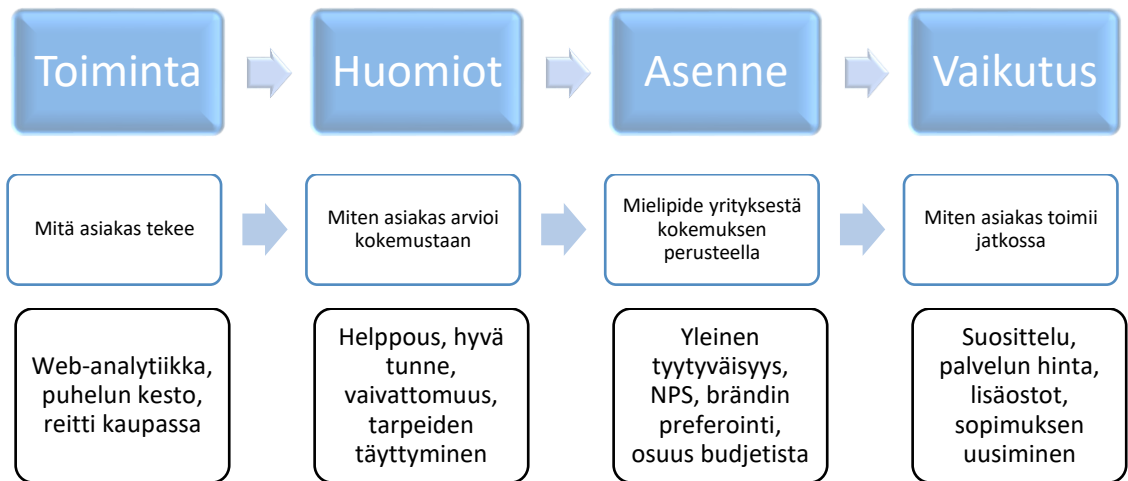 Toiminta
Huomiot
Asenne
Vaikutus
Mitä asiakas tekee
Miten asiakas arvioi
kokemustaan
Mielipide yrityksestä
kokemuksen
perusteella
Miten asiakas toimii
jatkossa
Web-analytiikka,
puhelun kesto,
reitti kaupassa
Helppous, hyvä
tunne,
vaivattomuus,
tarpeiden
täyttyminen
Yleinen
tyytyväisyys,
NPS, brändin
preferointi,
osuus budjetista
Suosittelu,
palvelun hinta,
lisäostot,
sopimuksen
uusiminen